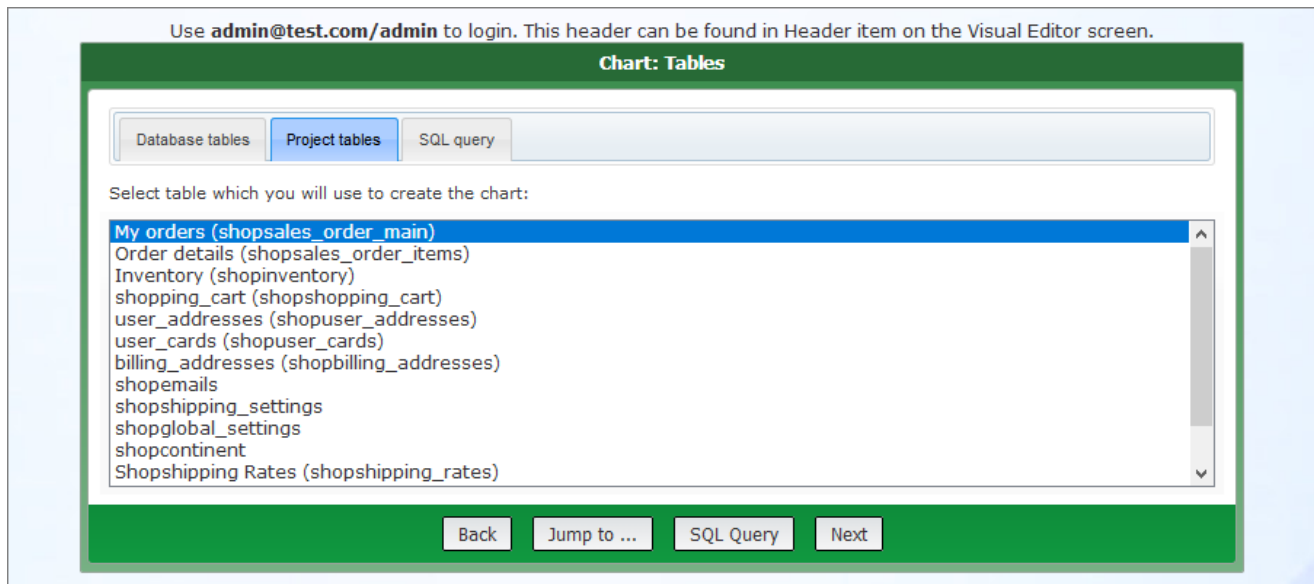 Use admin@test.com/admin to login. This header can be found in Header item on the Visual Editor screen.
Chart: Tables
Database tables Project tables SQL query
Select table which you will use to create the chart:
My orders (shopsales_order_main)
Order details (shopsales_order_items)
Inventory (shopinventory)
shopping_cart (shopshopping_cart)
user_addresses (shopuser_addresses)
user_cards (shopuser_cards)
billing_addresses (shopbilling_addresses)
shopemails
shopshipping_settings
shopglobal_settings
shopcontinent
Shopshipping Rates (shopshipping_rates)
Back Jump to ... SQL Query Next